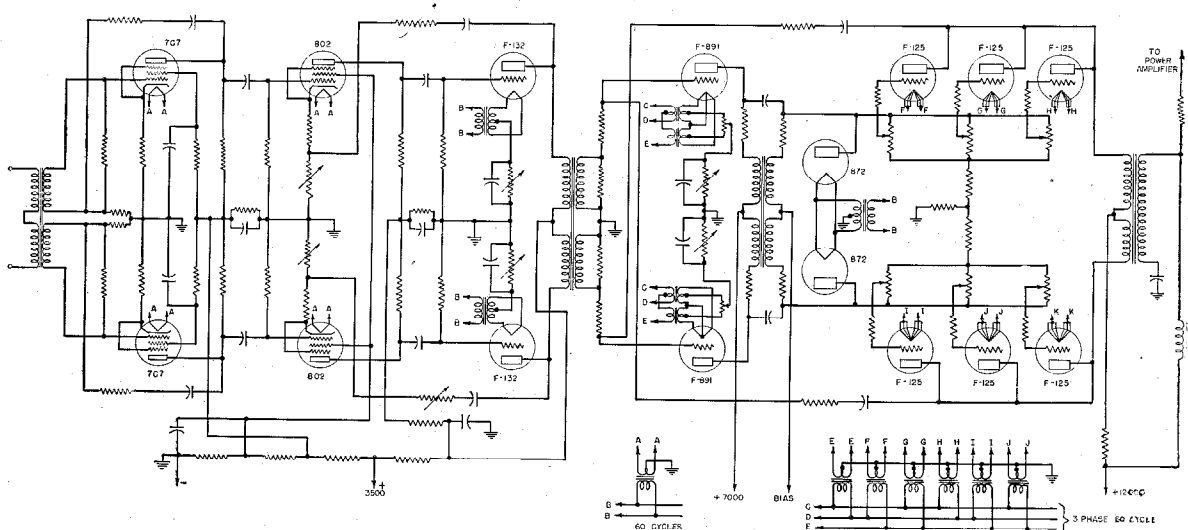 7C7
802
F-132
F-891
F-125 F-125 F-125
TO
POWER
AMPLIFIER
A A
A A
B
B
C
D
E
F F
G G
H H
872
B
B
872
A A
A A
B
B
C
D
E
I I
J J
K K
7C7
802
F-132
F-891
F-125 F-125 F-125
A A
E E F F G G H H I I J J
-
+
3500
+7000
BIAS
+12000
B
B
60 CYCLES
C
D
E
3 PHASE 60 CYCLE